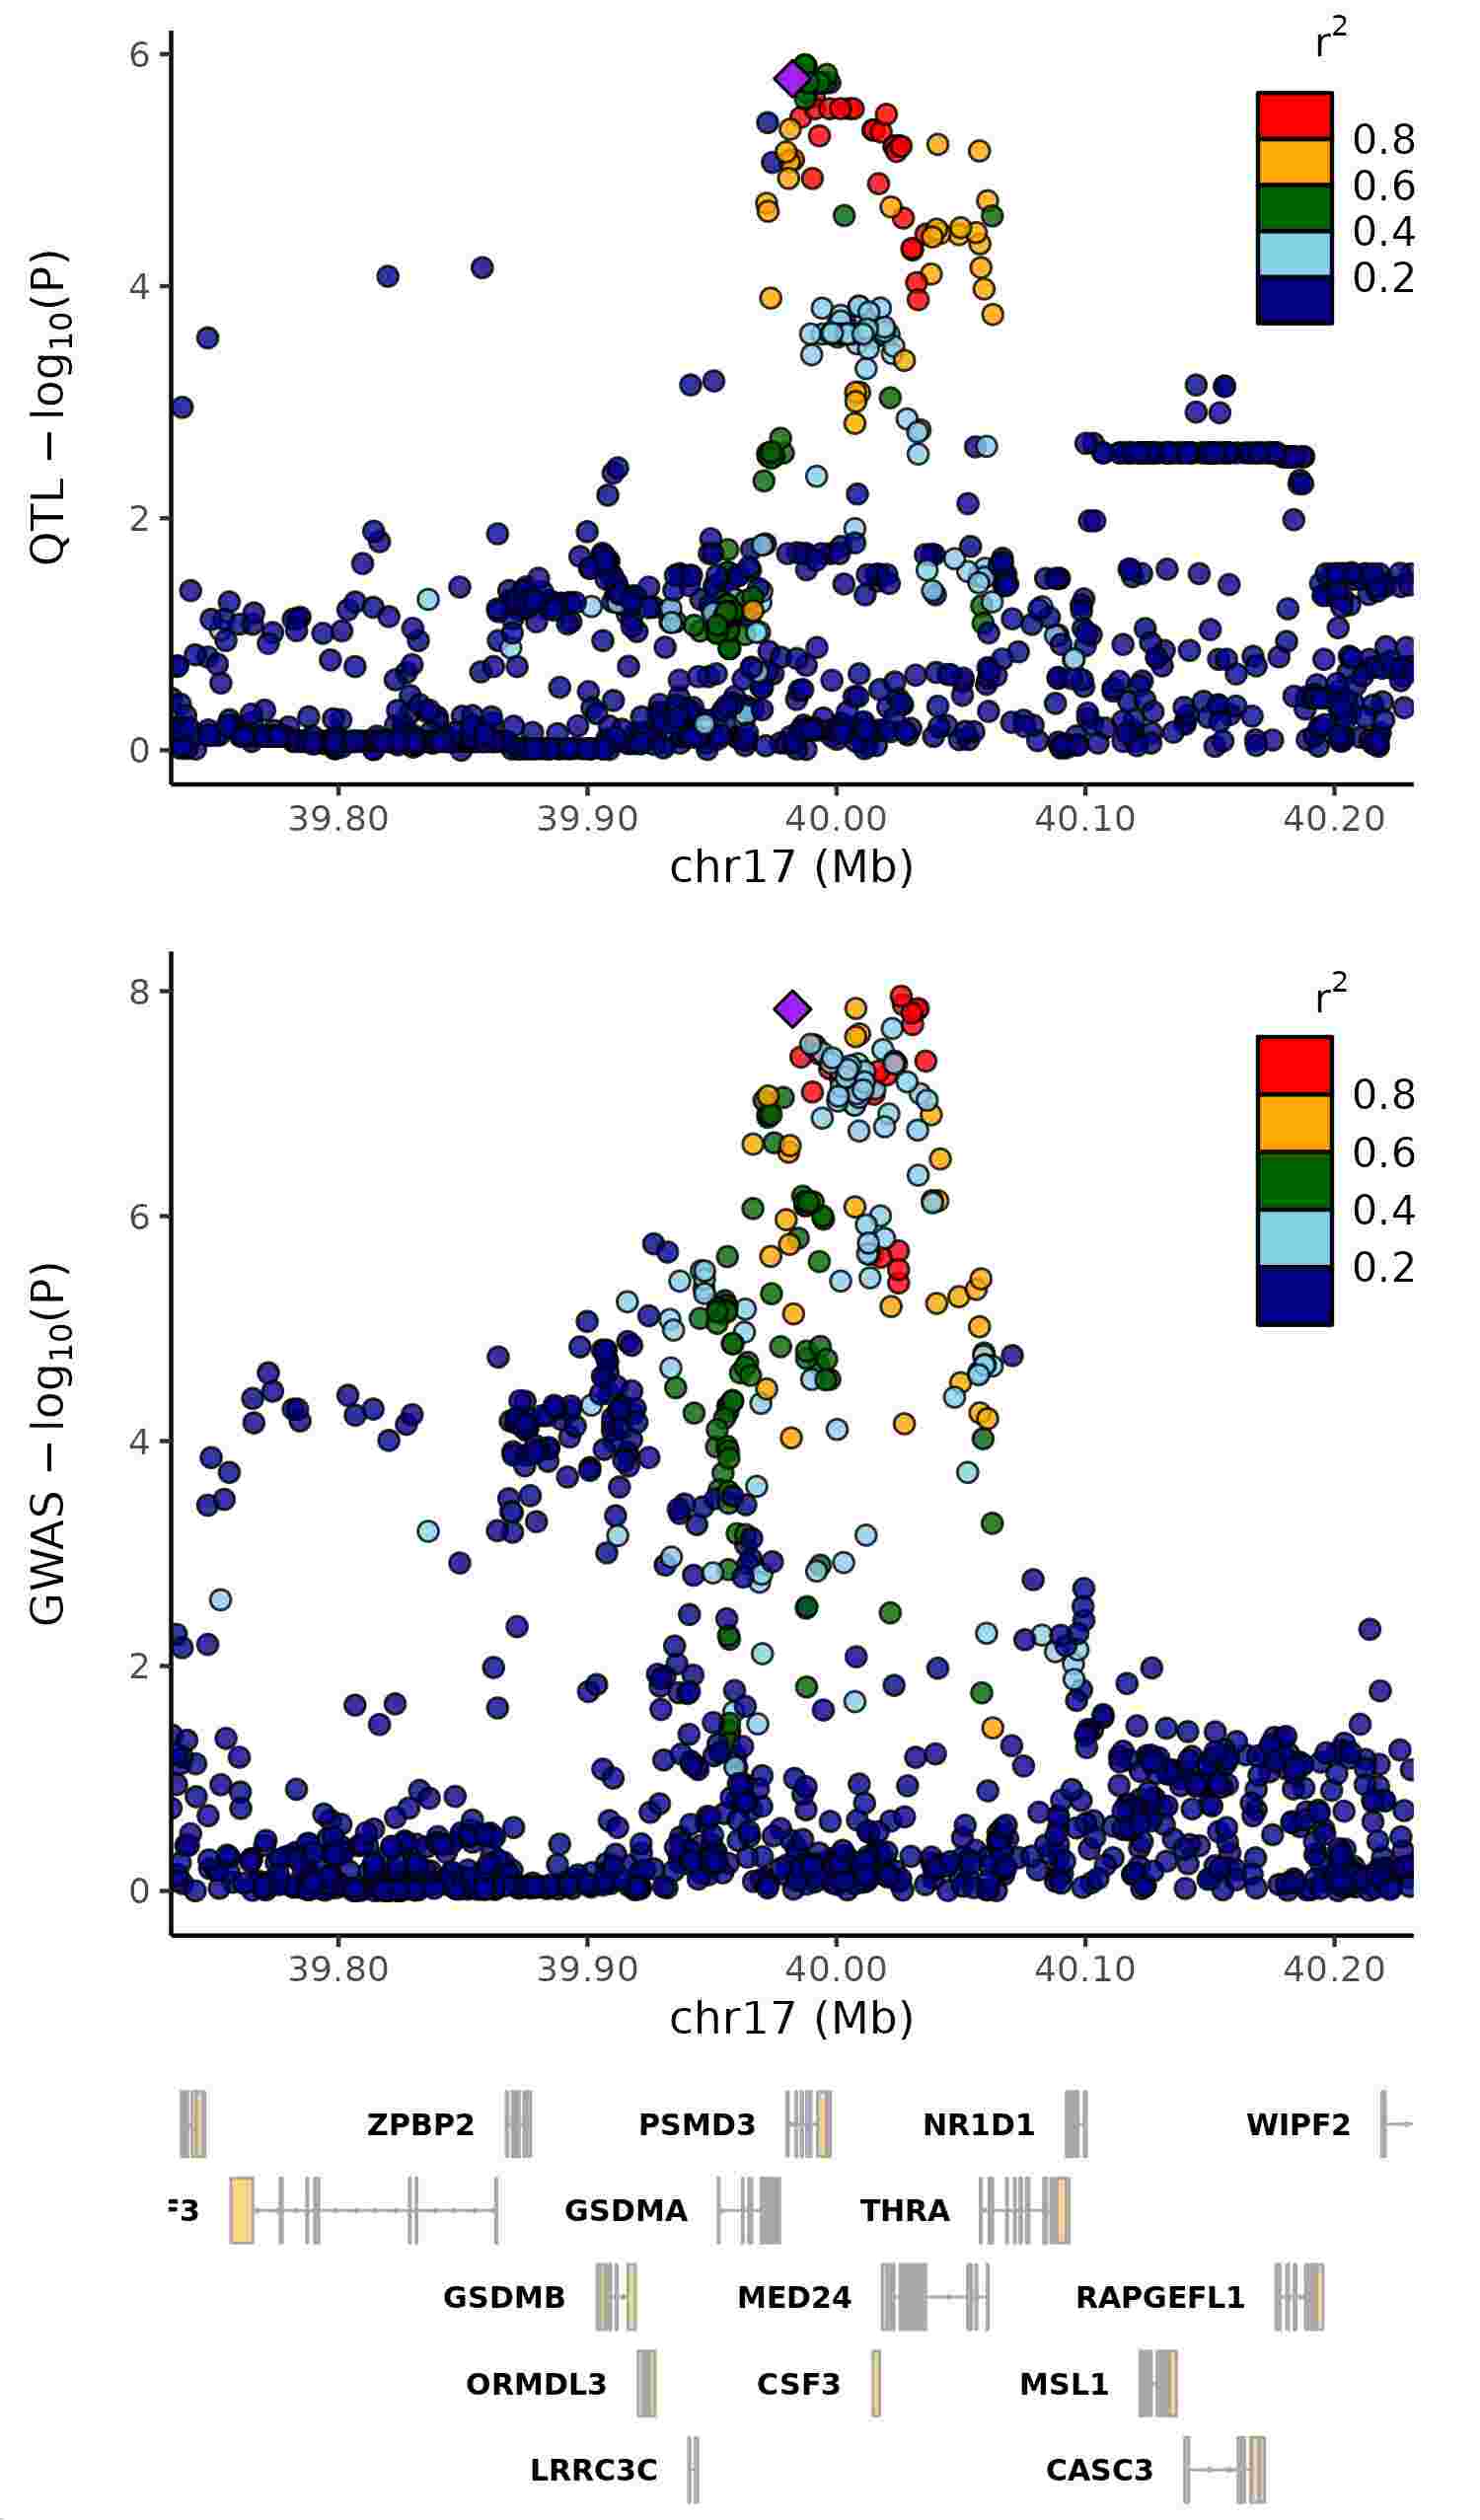 r2
6
4
2
0
QTL – log10(P)
0.8
0.6
0.4
0.2
39.80 39.90 40.00 40.10 40.20
chr17 (Mb)
r2
8
6
4
2
0
GWAS – log10(P)
0.8
0.6
0.4
0.2
39.80 39.90 40.00 40.10 40.20
chr17 (Mb)
ZPBP2 PSMD3 NR1D1 WIPF2
F3 GSDMA THRA
GSDMB MED24 RAPGEFL1
ORMDL3 CSF3 MSL1
LRRC3C CASC3